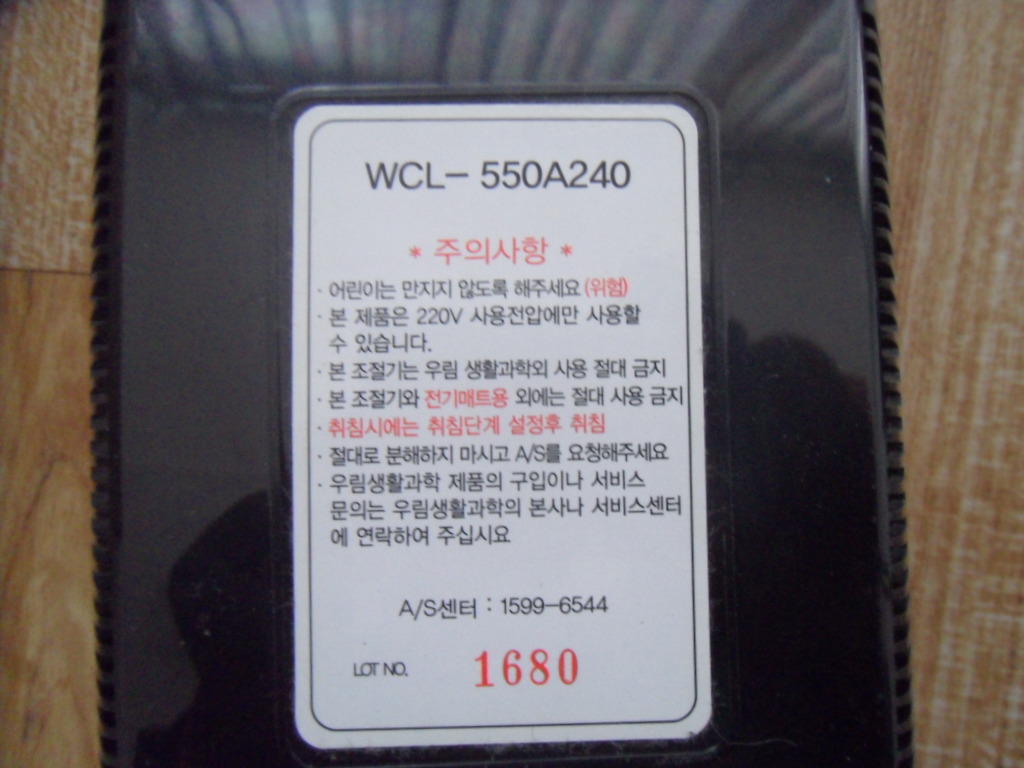 WCL- 550A240
* 주의사항 *
· 어린이는 만지지 않도록 해주세요 (위험)
· 본 제품은 220V 사용전압에만 사용할
수 있습니다.
· 본 조절기는 우림 생활과학외 사용 절대 금지
· 본 조절기와 전기매트용 외에는 절대 사용 금지
· 취침시에는 취침단계 설정후 취침
· 절대로 분해하지 마시고 A/S를 요청해주세요
· 우림생활과학 제품의 구입이나 서비스
문의는 우림생활과학의 본사나 서비스센터
에 연락하여 주십시요
A/S센터 : 1599-6544
LOT NO. 1680